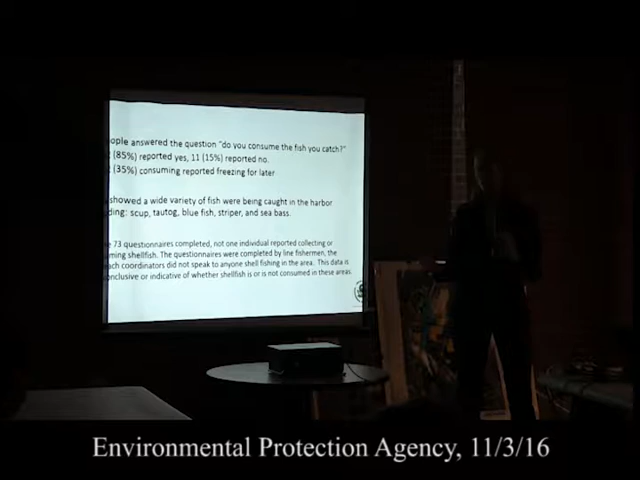 ople answered the question "do you consume the fish you catch?"
(85%) reported yes, 11 (15%) reported no.
(35%) consuming reported freezing for later
showed a wide variety of fish were being caught in the harbor
ding: scup, tautog, blue fish, striper, and sea bass.
73 questionnaires completed, not one individual reported collecting or
ming shellfish. The questionnaires were completed by line fishermen, the
ach coordinators did not speak to anyone shell fishing in the area. This data is
onclusive or indicative of whether shellfish is or is not consumed in these areas.
Environmental Protection Agency, 11/3/16